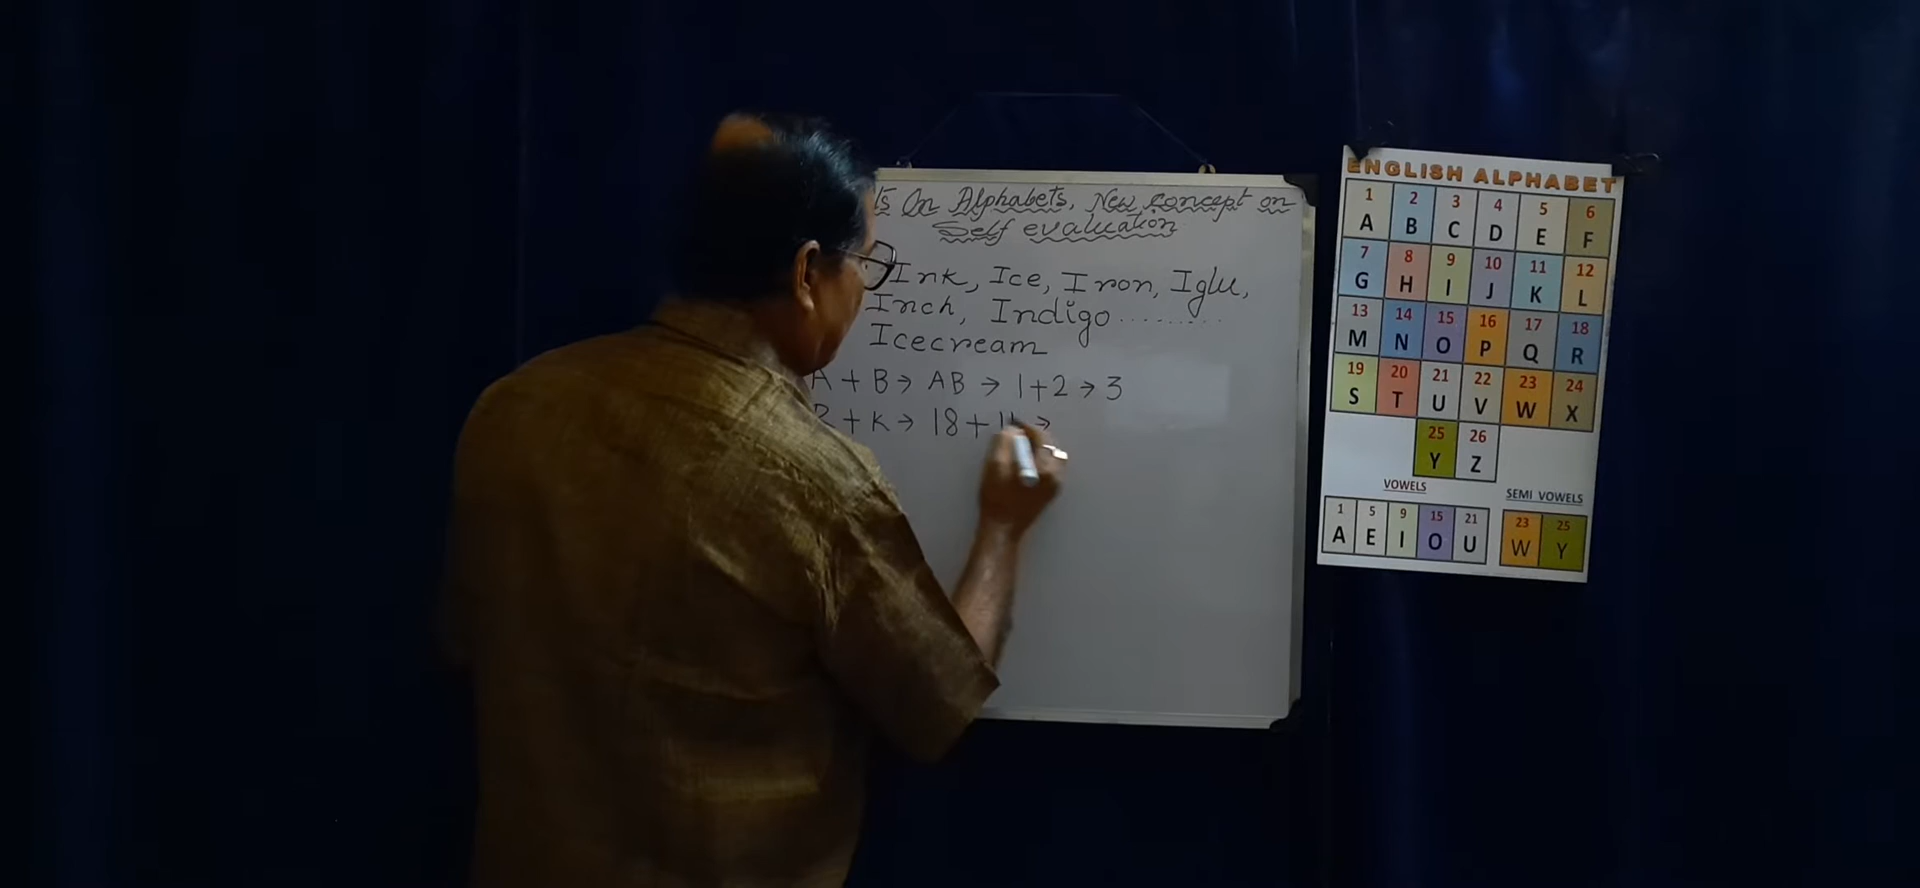 ts On Alphabets, New concept on
Self evaluation
Ink, Ice, Iron, Iglu,
Inch, Indigo.........
Icecream
A + B → AB → 1+2 → 3
R + K → 18+11 →
ENGLISH ALPHABET
1 2 3 4 5 6
A B C D E F
7 8 9 10 11 12
G H I J K L
13 14 15 16 17 18
M N O P Q R
19 20 21 22 23 24
S T U V W X
25 26
Y Z
VOWELS SEMI VOWELS
1 5 9 15 21 23 25
A E I O U W Y